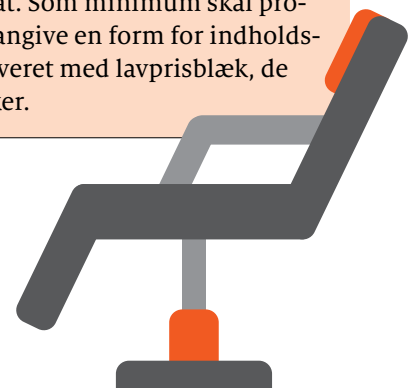 at. Som minimum skal pro-
angive en form for indholds-
veret med lavprisblæk, de
ker.